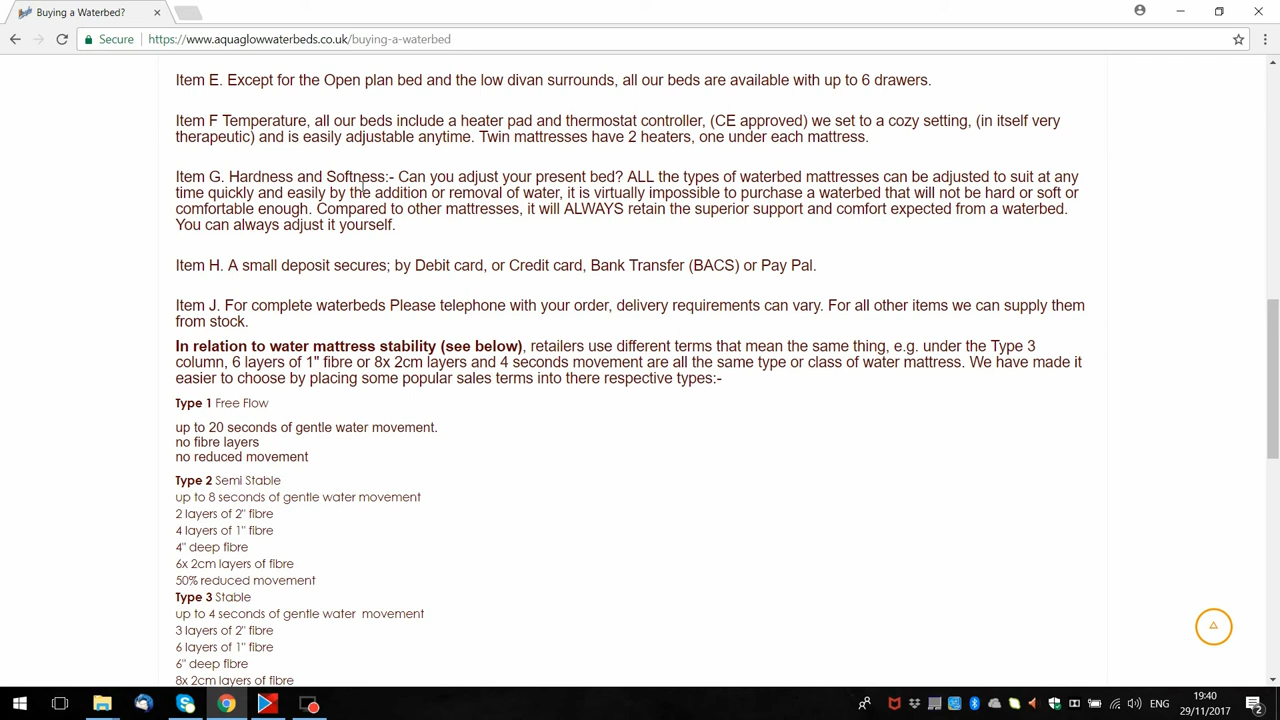 Buying a Waterbed?
Secure
https://www.aquaglowwaterbeds.co.uk/buying-a-waterbed
Item E. Except for the Open plan bed and the low divan surrounds, all our beds are available with up to 6 drawers.
Item F Temperature, all our beds include a heater pad and thermostat controller, (CE approved) we set to a cozy setting, (in itself very
therapeutic) and is easily adjustable anytime. Twin mattresses have 2 heaters, one under each mattress.
Item G. Hardness and Softness:- Can you adjust your present bed? ALL the types of waterbed mattresses can be adjusted to suit at any
time quickly and easily by the addition or removal of water, it is virtually impossible to purchase a waterbed that will not be hard or soft or
comfortable enough. Compared to other mattresses, it will ALWAYS retain the superior support and comfort expected from a waterbed.
You can always adjust it yourself.
Item H. A small deposit secures; by Debit card, or Credit card, Bank Transfer (BACS) or Pay Pal.
Item J. For complete waterbeds Please telephone with your order, delivery requirements can vary. For all other items we can supply them
from stock.
In relation to water mattress stability (see below), retailers use different terms that mean the same thing, e.g. under the Type 3
column, 6 layers of 1" fibre or 8x 2cm layers and 4 seconds movement are all the same type or class of water mattress. We have made it
easier to choose by placing some popular sales terms into there respective types:-
Type 1 Free Flow
up to 20 seconds of gentle water movement.
no fibre layers
no reduced movement
Type 2 Semi Stable
up to 8 seconds of gentle water movement
2 layers of 2" fibre
4 layers of 1" fibre
4" deep fibre
6x 2cm layers of fibre
50% reduced movement
Type 3 Stable
up to 4 seconds of gentle water movement
3 layers of 2" fibre
6 layers of 1" fibre
6" deep fibre
8x 2cm layers of fibre
ENG
19:40
29/11/2017
2